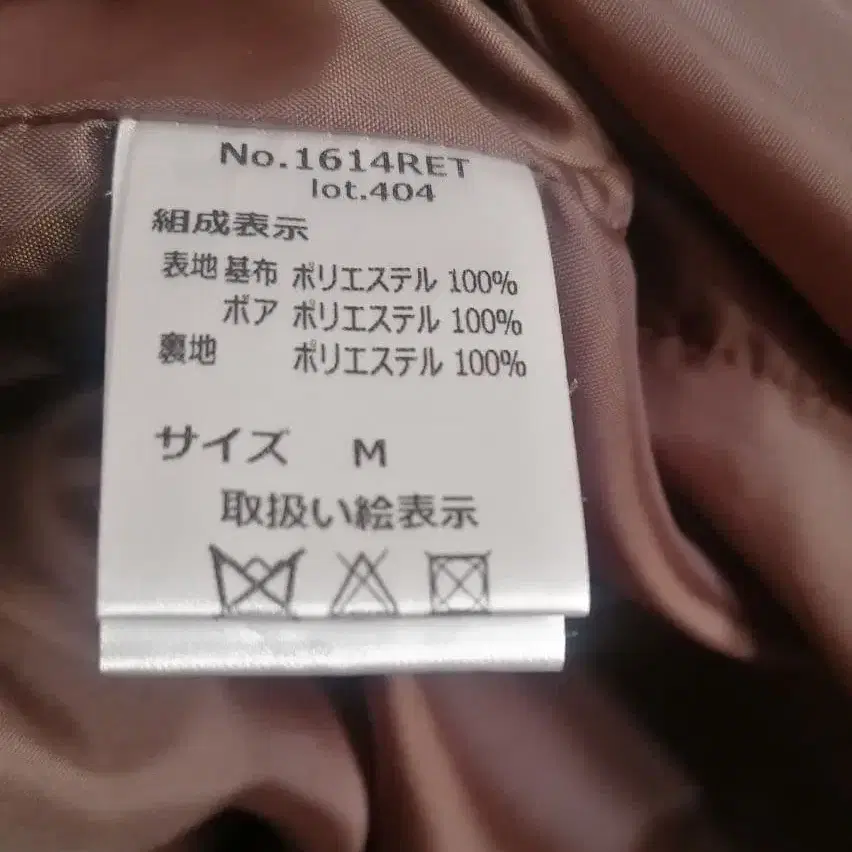 No.1614RET
lot.404
組成表示
表地 基布 ポリエステル 100%
ボア ポリエステル 100%
裏地 ポリエステル 100%
サイズ M
取扱い絵表示